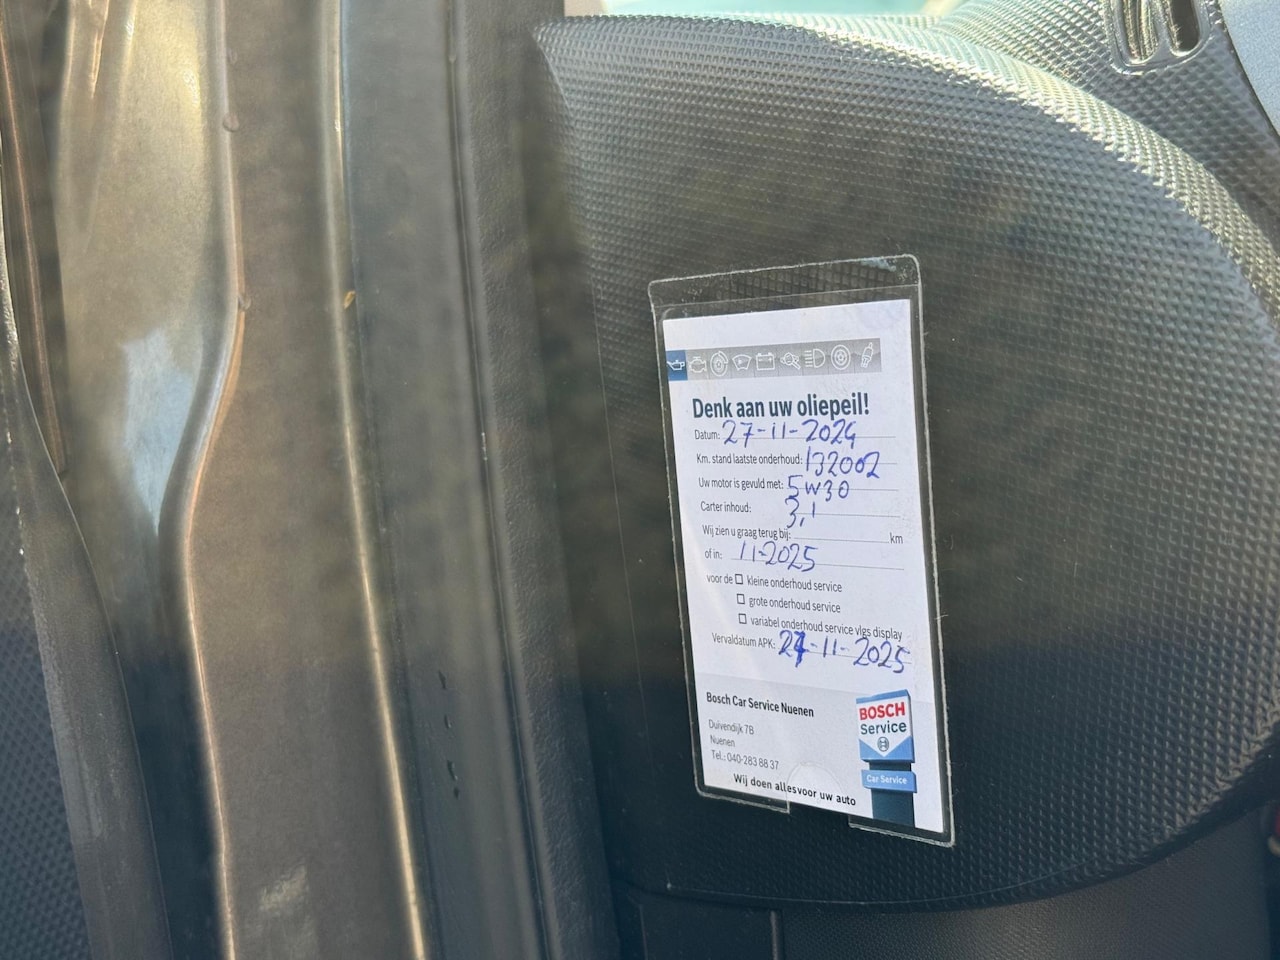 Denk aan uw oliepeil!
Datum: 27-11-2024
Km. stand laatste onderhoud: 132002
Uw motor is gevuld met: 5W30
Carter inhoud: 3,1
Wij zien u graag terug bij: km
of in: 11-2025
voor de ☐ kleine onderhoud service
☐ grote onderhoud service
☐ variabel onderhoud service vlgs display
Vervaldatum APK: 27-11-2025
Bosch Car Service Nuenen
Duivendijk 7B
Nuenen
Tel.: 040-283 88 37
Wij doen alles voor uw auto
BOSCH
Service
Car Service